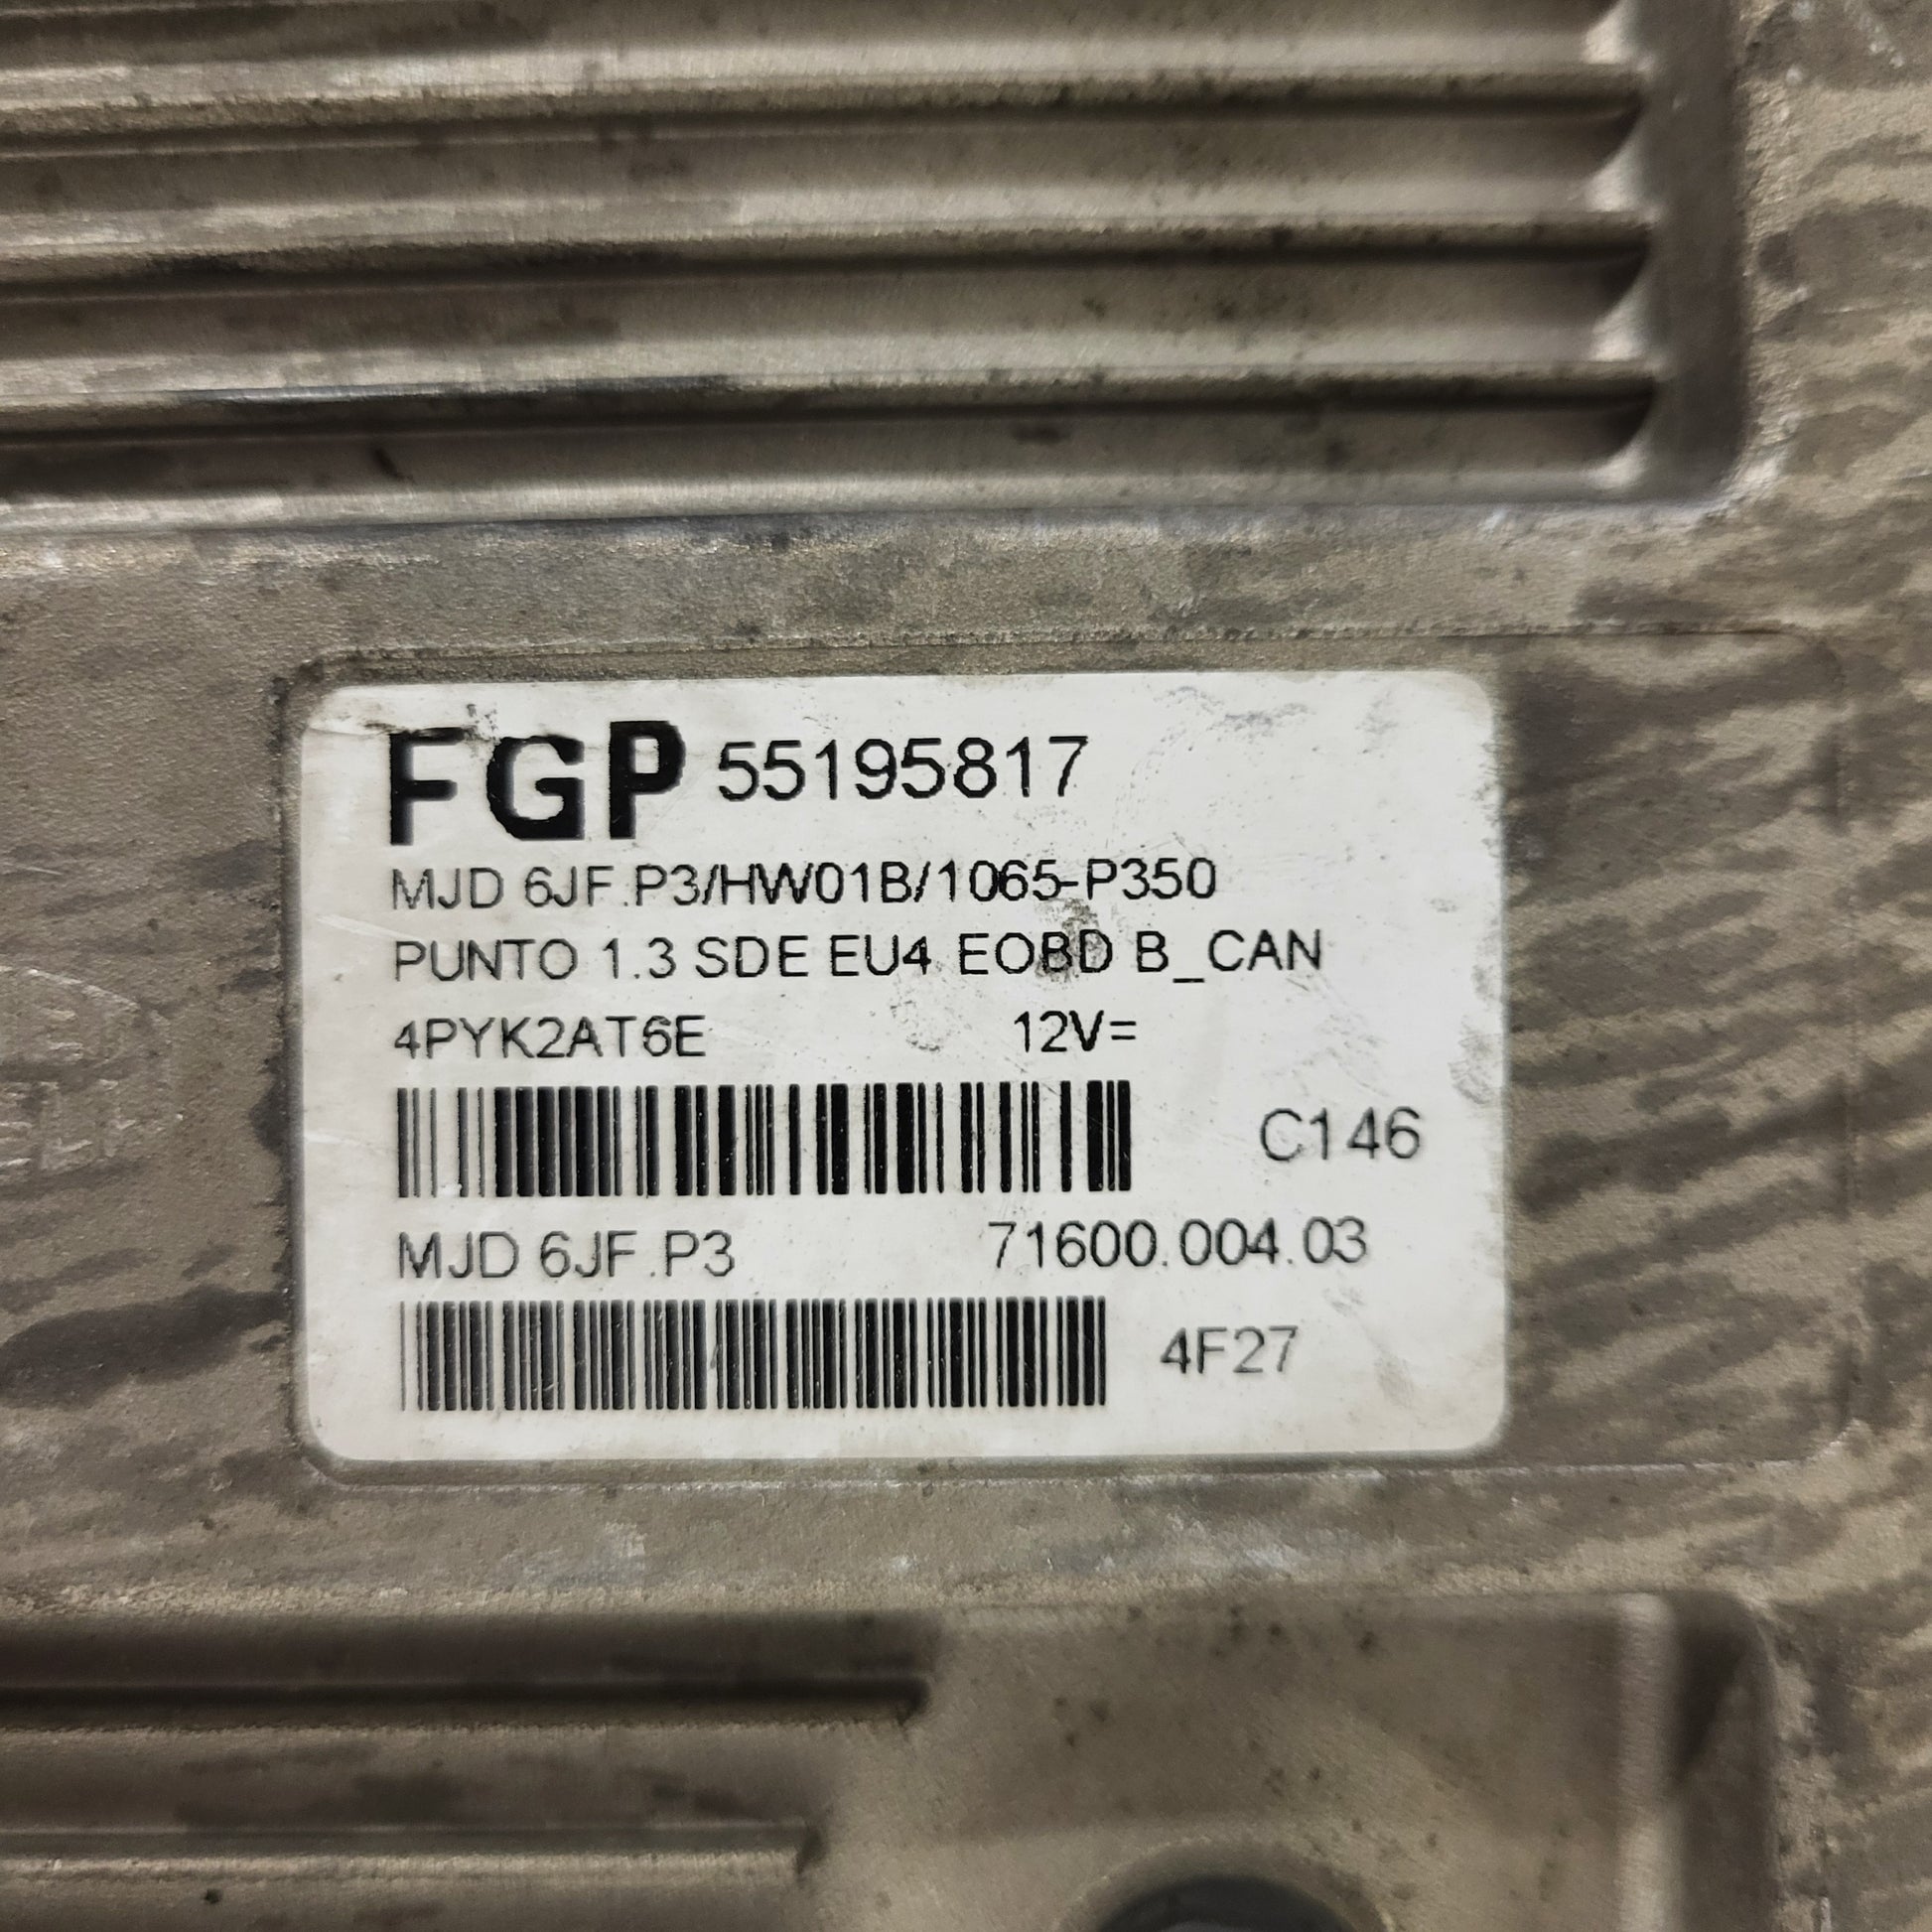 FGP 55195817
MJD 6JF.P3/HW01B/1065-P350
PUNTO 1.3 SDE EU4 EOBD B_CAN
4PYK2AT6E 12V=
C146
MJD 6JF.P3 71600.004.03
4F27